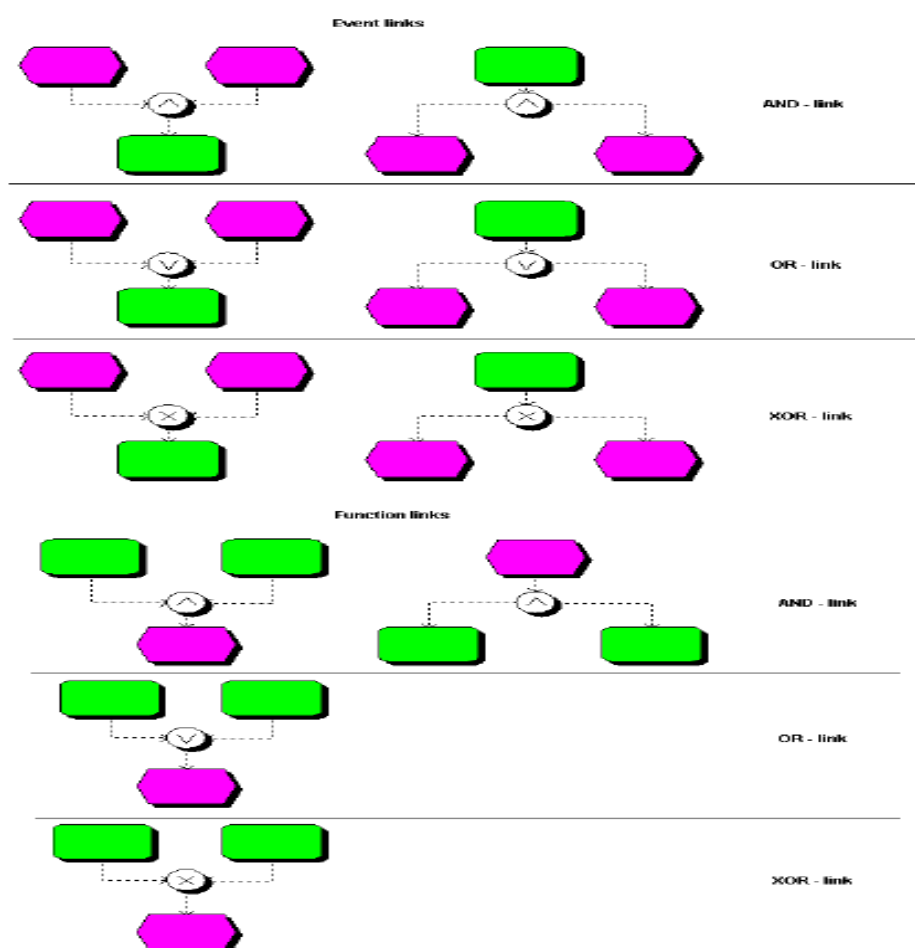 Event links
AND - link
OR - link
XOR - link
Function links
AND - link
OR - link
XOR - link